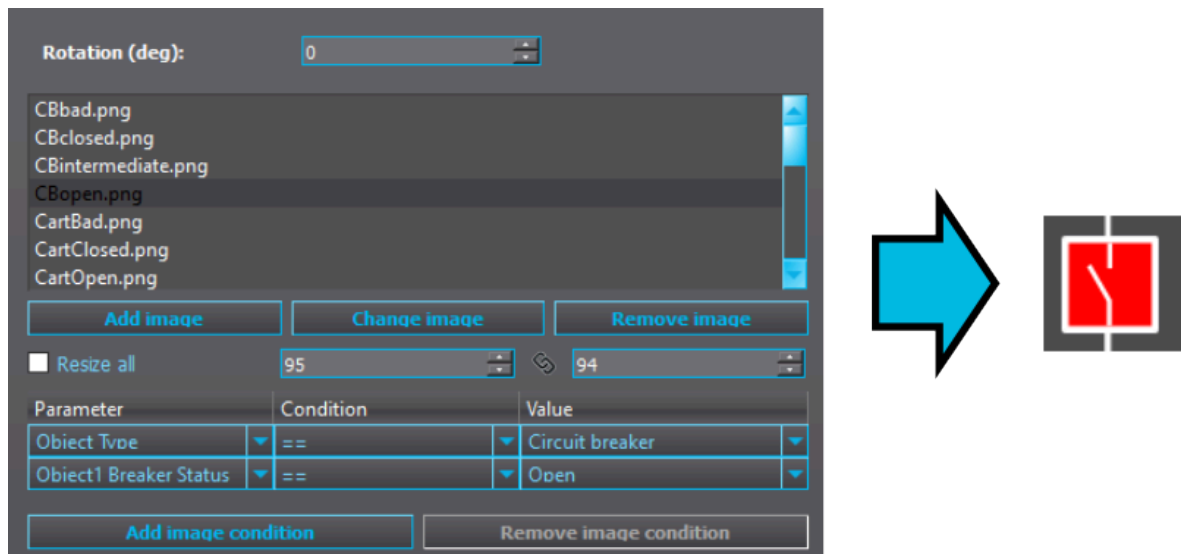 Rotation (deg): 0
CBbad.png
CBclosed.png
CBintermediate.png
CBopen.png
CartBad.png
CartClosed.png
CartOpen.png
Add image Change image Remove image
Resize all 95 94
Parameter Condition Value
Object Type == Circuit breaker
Object1 Breaker Status == Open
Add image condition Remove image condition